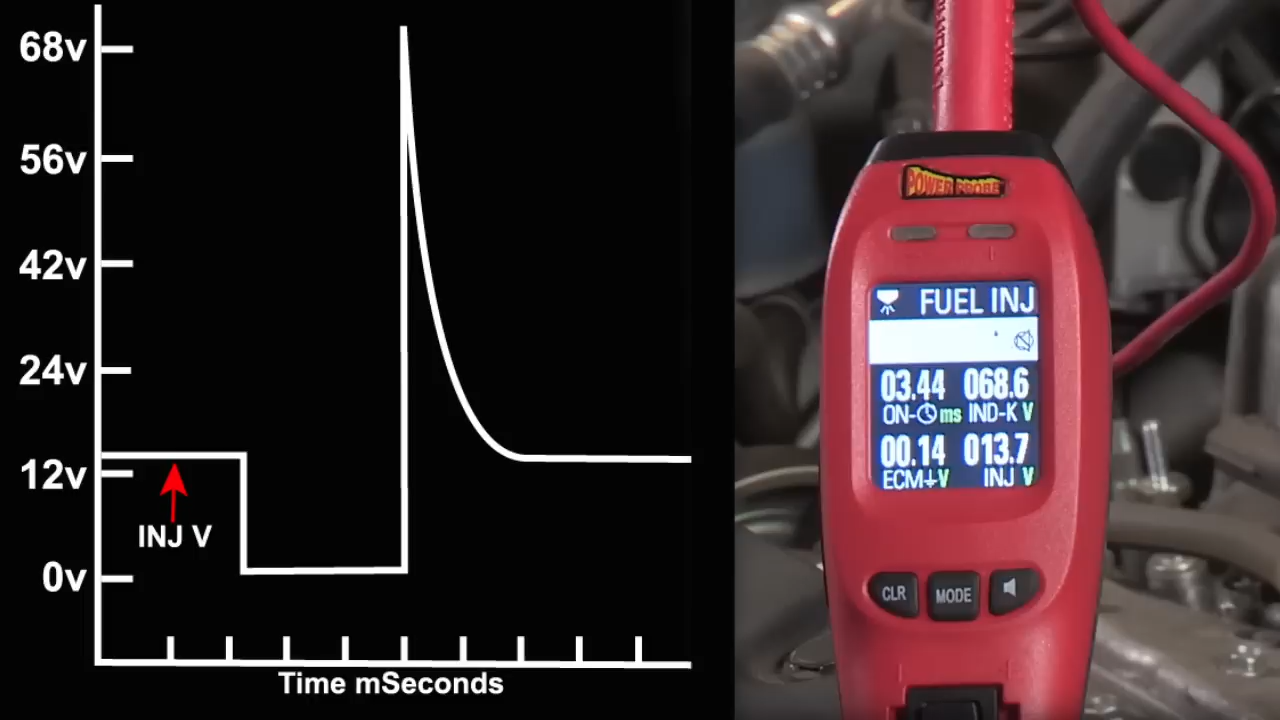 68v
56v
42v
24v
12v
0v
INJ V
Time mSeconds
POWER PROBE
FUEL INJ
03.44 068.6
ON- ms IND-K V
00.14 013.7
ECM V INJ V
CLR
MODE